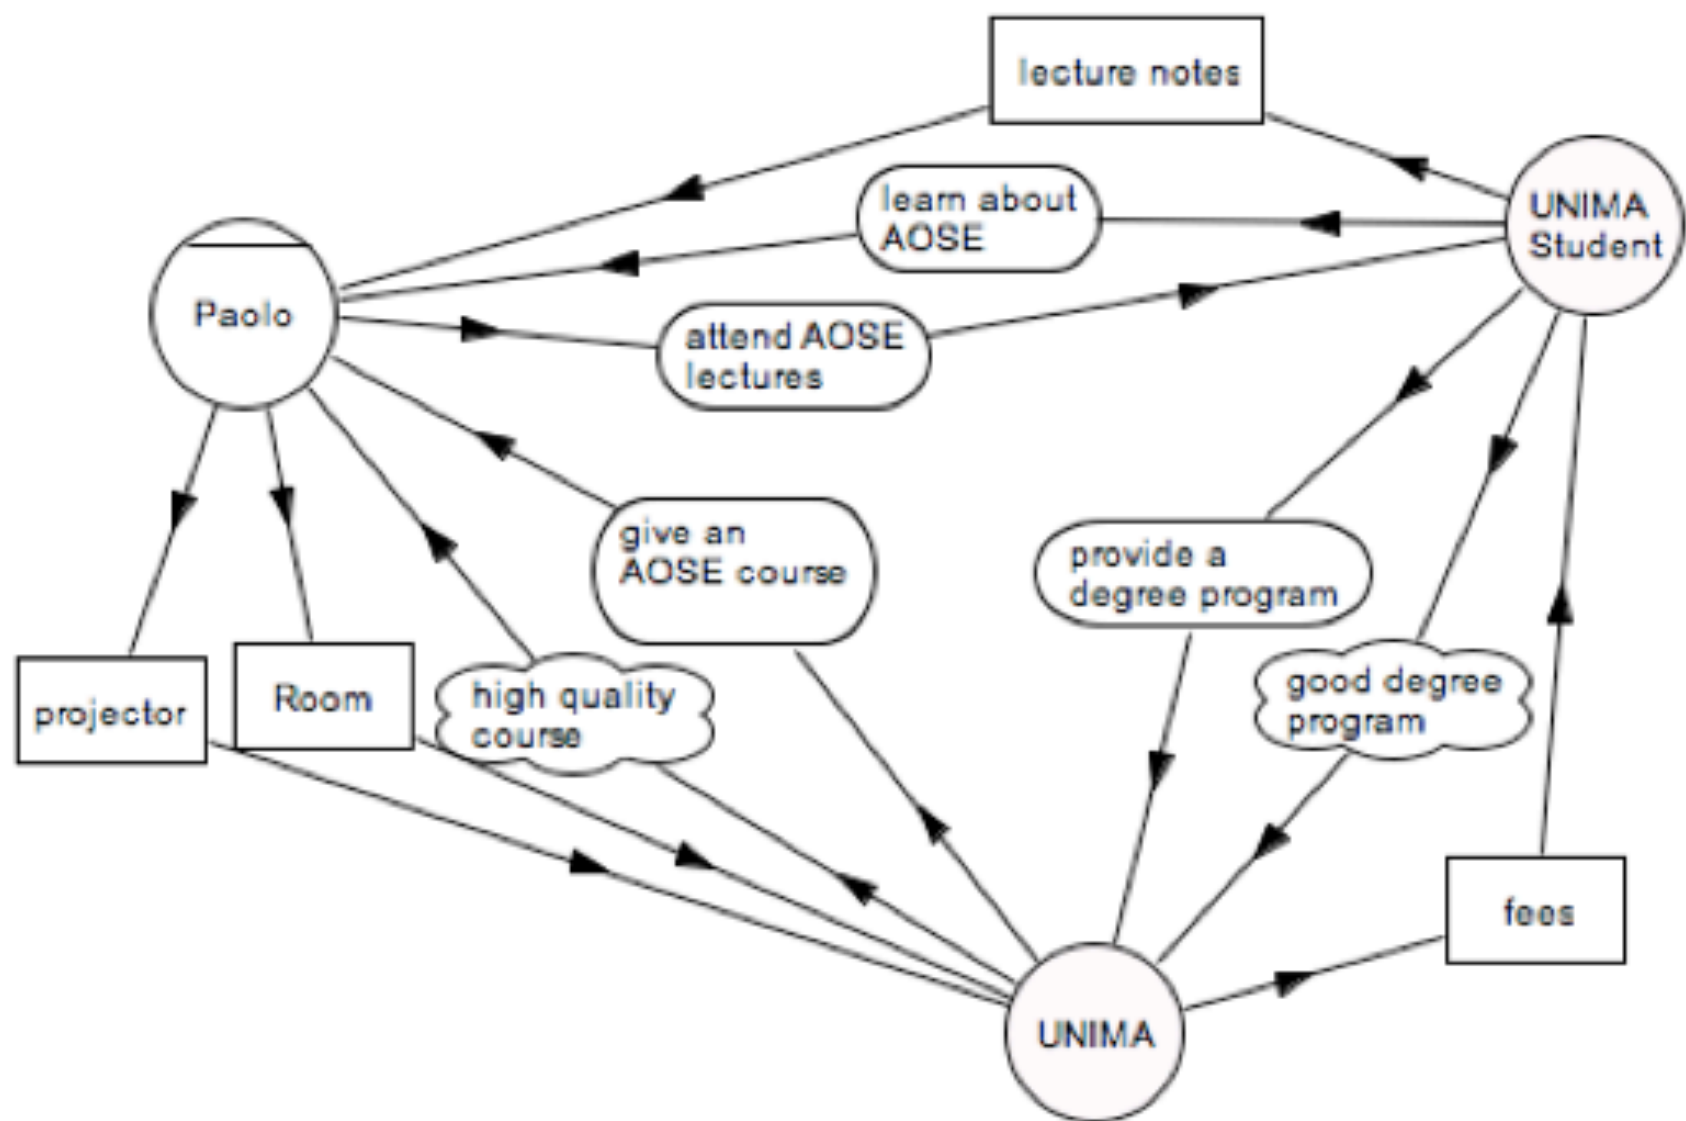 lecture notes
learn about
AOSE
UNIMA
Student
Paolo
attend AOSE
lectures
give an
AOSE course
provide a
degree program
projector
Room
high quality
course
good degree
program
fees
UNIMA